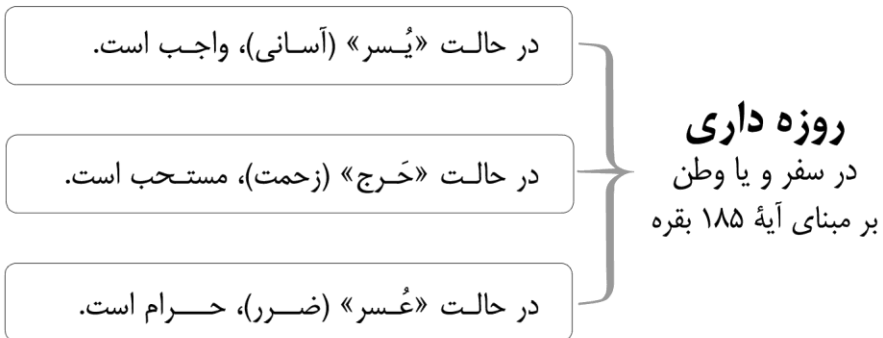 روزه داری
در سفر و یا وطن
بر مبنای آیۀ ۱۸۵ بقره
در حالت «یُسر» (آسانی)، واجب است.
در حالت «حَرج» (زحمت)، مستحب است.
در حالت «عُسر» (ضرر)، حرام است.